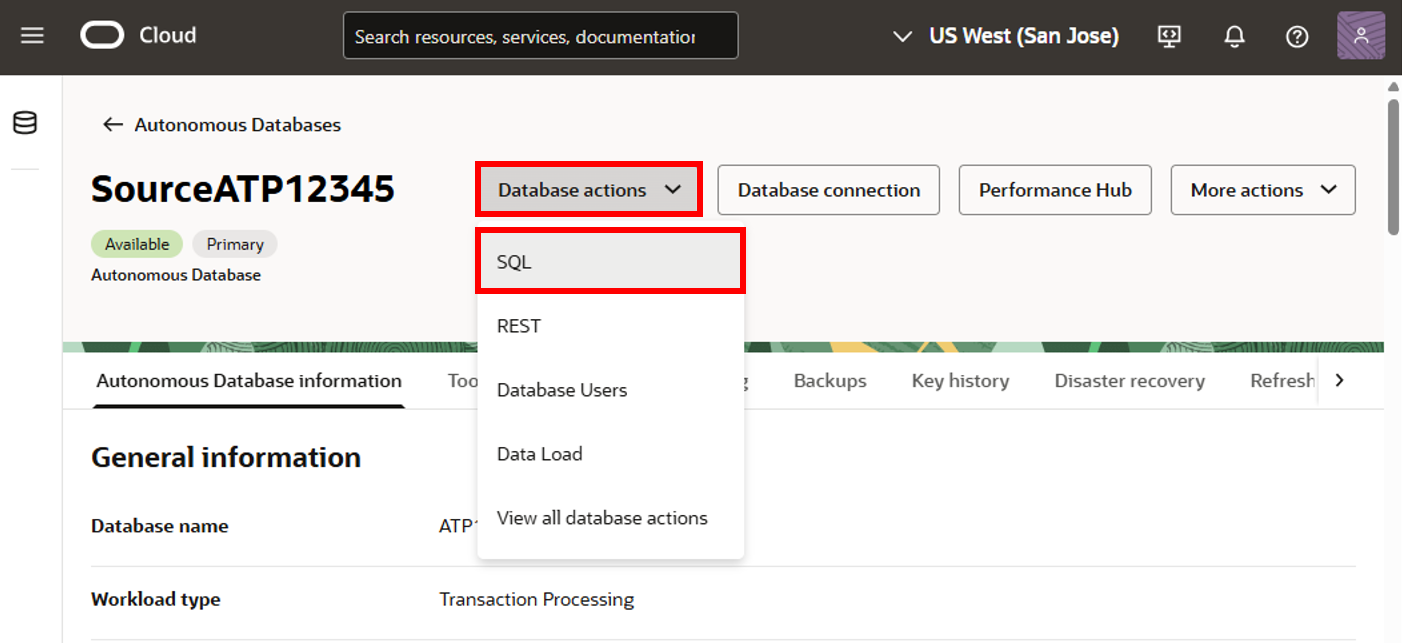 Cloud
Search resources, services, documentation
US West (San Jose)
Autonomous Databases
SourceATP12345
Database actions
Database connection
Performance Hub
More actions
Available
Primary
Autonomous Database
SQL
REST
Database Users
Data Load
View all database actions
Autonomous Database information
Too
g
Backups
Key history
Disaster recovery
Refresh
General information
Database name
ATP1
Workload type
Transaction Processing